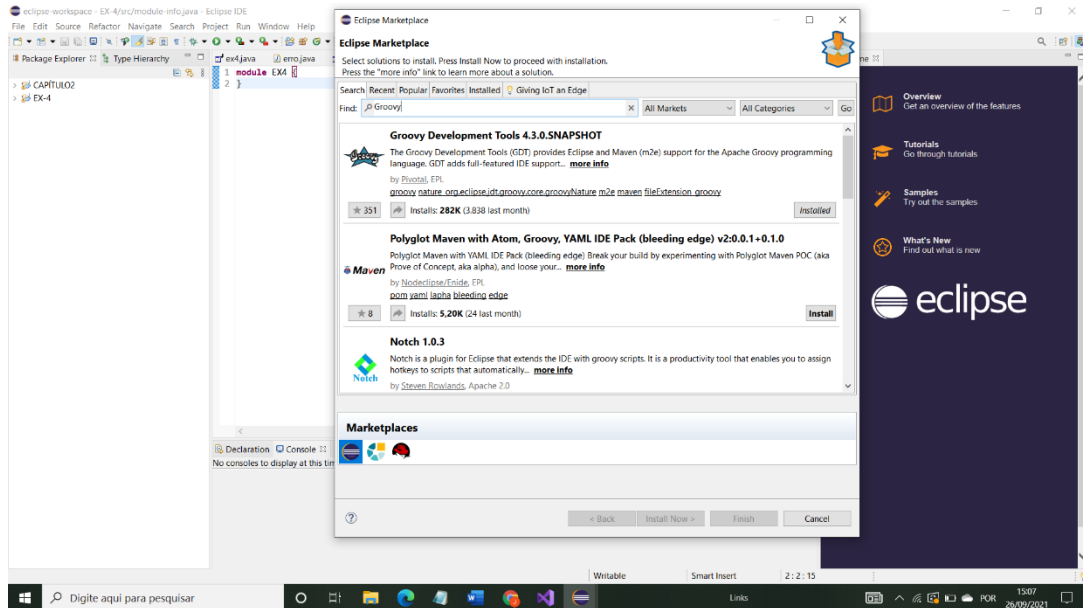 eclipse-workspace - EX-4/src/module-info.java - Eclipse IDE
File Edit Source Refactor Navigate Search Project Run Window Help
Package Explorer Type Hierarchy
CAPÍTULO2
EX-4
ex4.java erro.java
1 module EX4 {
2 }
Declaration Console
No consoles to display at this tim
Eclipse Marketplace
Eclipse Marketplace
Select solutions to install. Press Install Now to proceed with installation.
Press the "more info" link to learn more about a solution.
Search Recent Popular Favorites Installed Giving IoT an Edge
Find: Groovy All Markets All Categories Go
Groovy Development Tools 4.3.0.SNAPSHOT
The Groovy Development Tools (GDT) provides Eclipse and Maven (m2e) support for the Apache Groovy programming
language. GDT adds full-featured IDE support... more info
by Pivotal, EPL
groovy nature org.eclipse.jdt.groovy.core.groovyNature m2e maven fileExtension_groovy
351 Installs: 282K (3.838 last month) Installed
Polyglot Maven with Atom, Groovy, YAML IDE Pack (bleeding edge) v2:0.0.1+0.1.0
Polyglot Maven with YAML IDE Pack (bleeding edge) Break your build by experimenting with Polyglot Maven POC (aka
Prove of Concept, aka alpha), and loose your... more info
Maven
by Nodeclipse/Enide, EPL
pom yaml lapha bleeding edge
8 Installs: 5,20K (24 last month) Install
Notch 1.0.3
Notch is a plugin for Eclipse that extends the IDE with groovy scripts. It is a productivity tool that enables you to assign
hotkeys to scripts that automatically... more info
Notch
by Steven Rowlands, Apache 2.0
Marketplaces
< Back Install Now > Finish Cancel
me
Overview
Get an overview of the features
Tutorials
Go through tutorials
Samples
Try out the samples
What's New
Find out what is new
eclipse
Writable Smart Insert 2 : 2 : 15
Digite aqui para pesquisar
Links
POR
15:07
26/09/2021